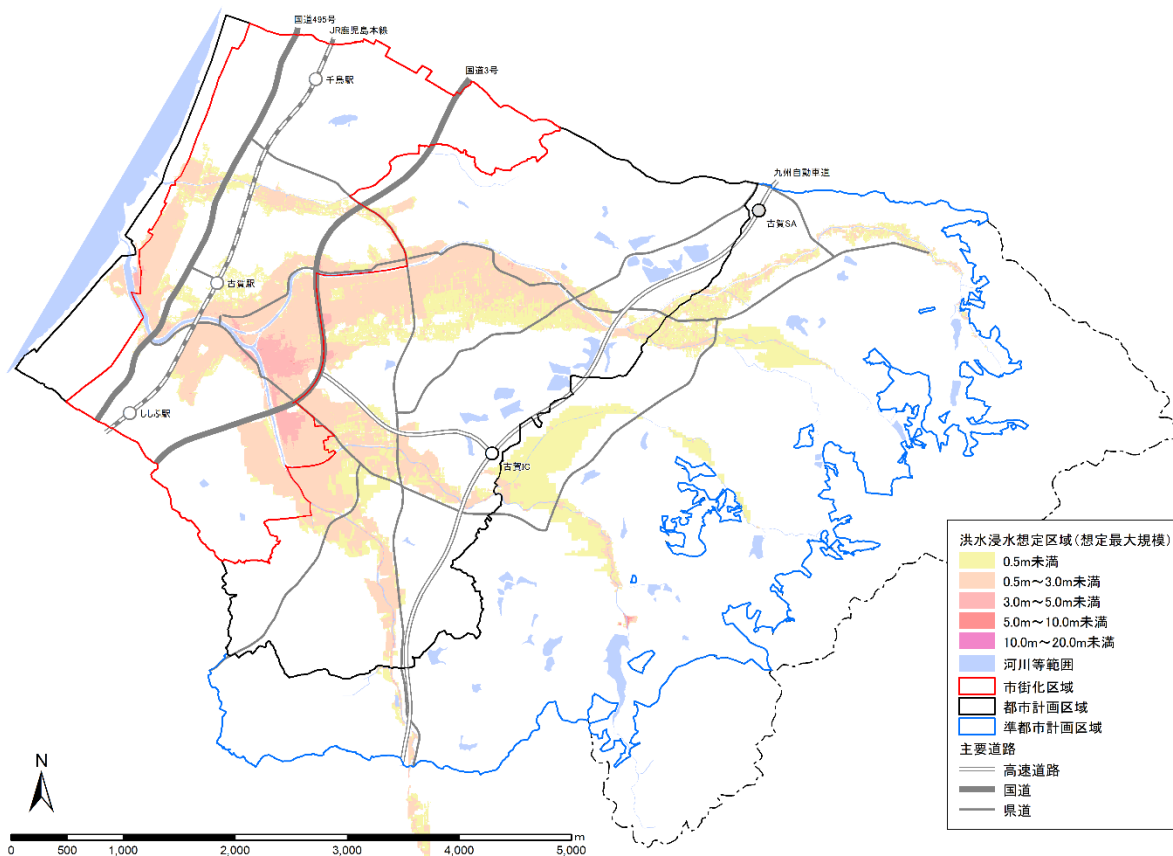 国道495号
JR鹿児島本線
国道3号
千鳥駅
九州自動車道
古賀SA
古賀駅
ししぶ駅
古賀IC
洪水浸水想定区域(想定最大規模)
0.5m未満
0.5m～3.0m未満
3.0m～5.0m未満
5.0m～10.0m未満
10.0m～20.0m未満
河川等範囲
市街化区域
都市計画区域
準都市計画区域
主要道路
高速道路
国道
県道
N
0 500 1,000 2,000 3,000 4,000 5,000 m